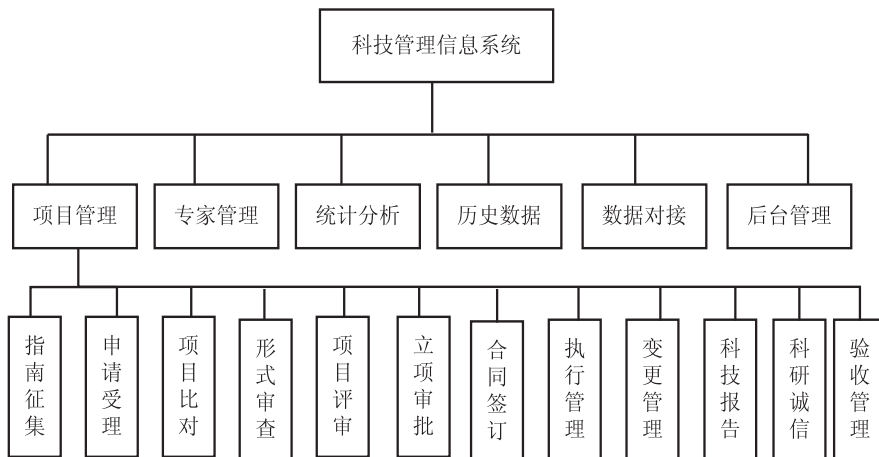 科技管理信息系统
项目管理
专家管理
统计分析
历史数据
数据对接
后台管理
指南征集
申请受理
项目比对
形式审查
项目评审
立项审批
合同签订
执行管理
变更管理
科技报告
科研诚信
验收管理